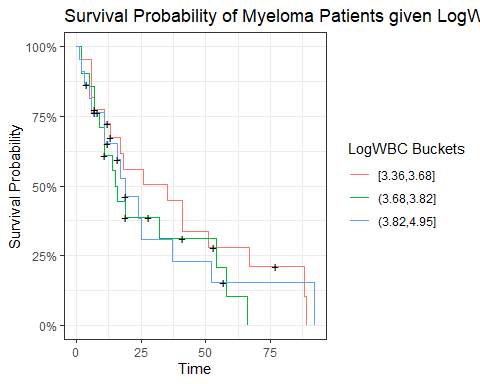 Survival Probability of Myeloma Patients given LogW
100%
75%
50%
25%
0%
Survival Probability
0 25 50 75
Time
LogWBC Buckets
[3.36,3.68]
(3.68,3.82]
(3.82,4.95]